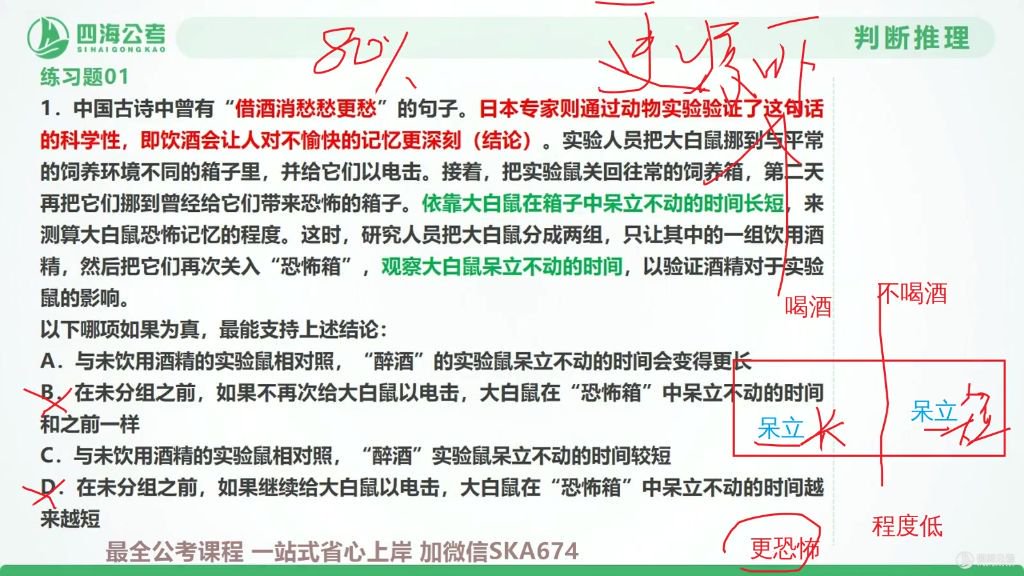 四海公考
SIHAIGONGKAO
判断推理
80%
练习题01
1. 中国古诗中曾有“借酒消愁愁更愁”的句子。日本专家则通过动物实验验证了这句话
的科学性，即饮酒会让人对不愉快的记忆更深刻（结论）。实验人员把大白鼠挪到与平常
的饲养环境不同的箱子里，并给它们以电击。接着，把实验鼠关回往常的饲养箱，第二天
再把它们挪到曾经给它们带来恐怖的箱子。依靠大白鼠在箱子中呆立不动的时间长短，来
测算大白鼠恐怖记忆的程度。这时，研究人员把大白鼠分成两组，只让其中的一组饮用酒
精，然后把它们再次关入“恐怖箱”，观察大白鼠呆立不动的时间，以验证酒精对于实验
鼠的影响。
以下哪项如果为真，最能支持上述结论：
A. 与未饮用酒精的实验鼠相对照，“醉酒”的实验鼠呆立不动的时间会变得更长
B. 在未分组之前，如果不再次给大白鼠以电击，大白鼠在“恐怖箱”中呆立不动的时间
和之前一样
C. 与未饮用酒精的实验鼠相对照，“醉酒”实验鼠呆立不动的时间较短
D. 在未分组之前，如果继续给大白鼠以电击，大白鼠在“恐怖箱”中呆立不动的时间越
来越短
喝酒
不喝酒
呆立 长
呆立 短
更恐怖
程度低
最全公考课程 一站式省心上岸 加微信SKA674